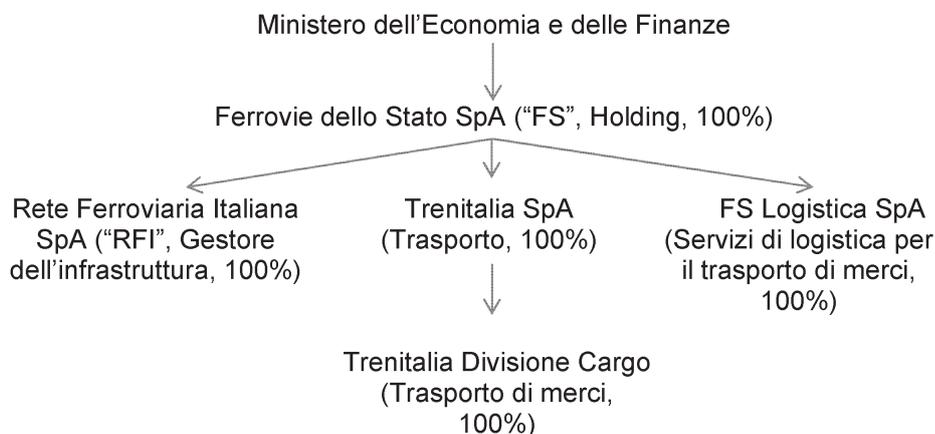 Ministero dell’Economia e delle Finanze
Ferrovie dello Stato SpA (“FS”, Holding, 100%)
Rete Ferroviaria Italiana
SpA (“RFI”, Gestore
dell’infrastruttura, 100%)
Trenitalia SpA
(Trasporto, 100%)
FS Logistica SpA
(Servizi di logistica per
il trasporto di merci,
100%)
Trenitalia Divisione Cargo
(Trasporto di merci,
100%)